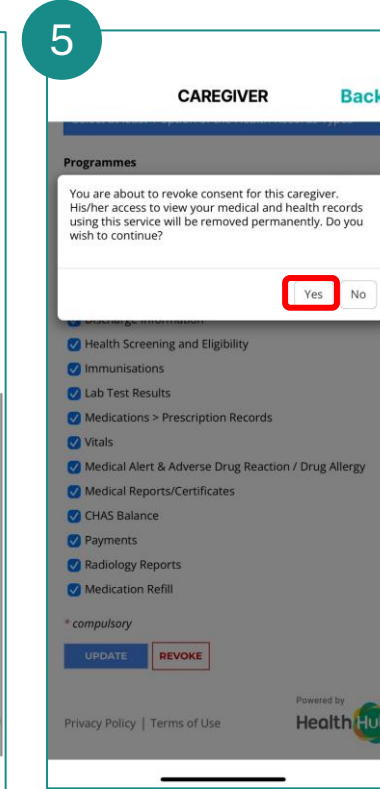 5
CAREGIVER Back
Programmes
You are about to revoke consent for this caregiver.
His/her access to view your medical and health records
using this service will be removed permanently. Do you
wish to continue?
Yes No
Discharge Information
Health Screening and Eligibility
Immunisations
Lab Test Results
Medications > Prescription Records
Vitals
Medical Alert & Adverse Drug Reaction / Drug Allergy
Medical Reports/Certificates
CHAS Balance
Payments
Radiology Reports
Medication Refill
* compulsory
UPDATE REVOKE
Powered by
Privacy Policy | Terms of Use HealthHu